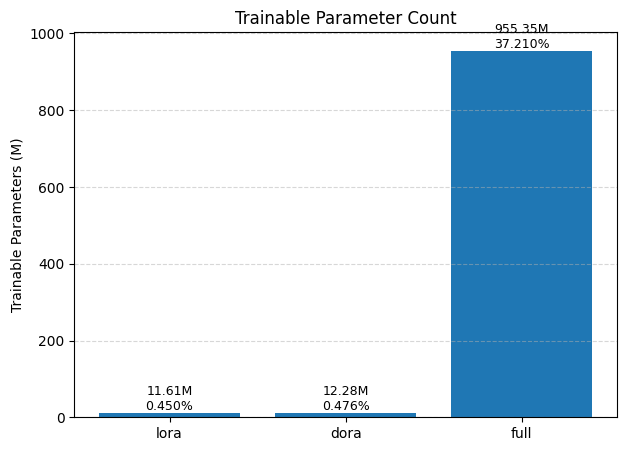 Trainable Parameter Count
Trainable Parameters (M)
1000
800
600
400
200
0
11.61M
0.450%
12.28M
0.476%
955.35M
37.210%
lora
dora
full